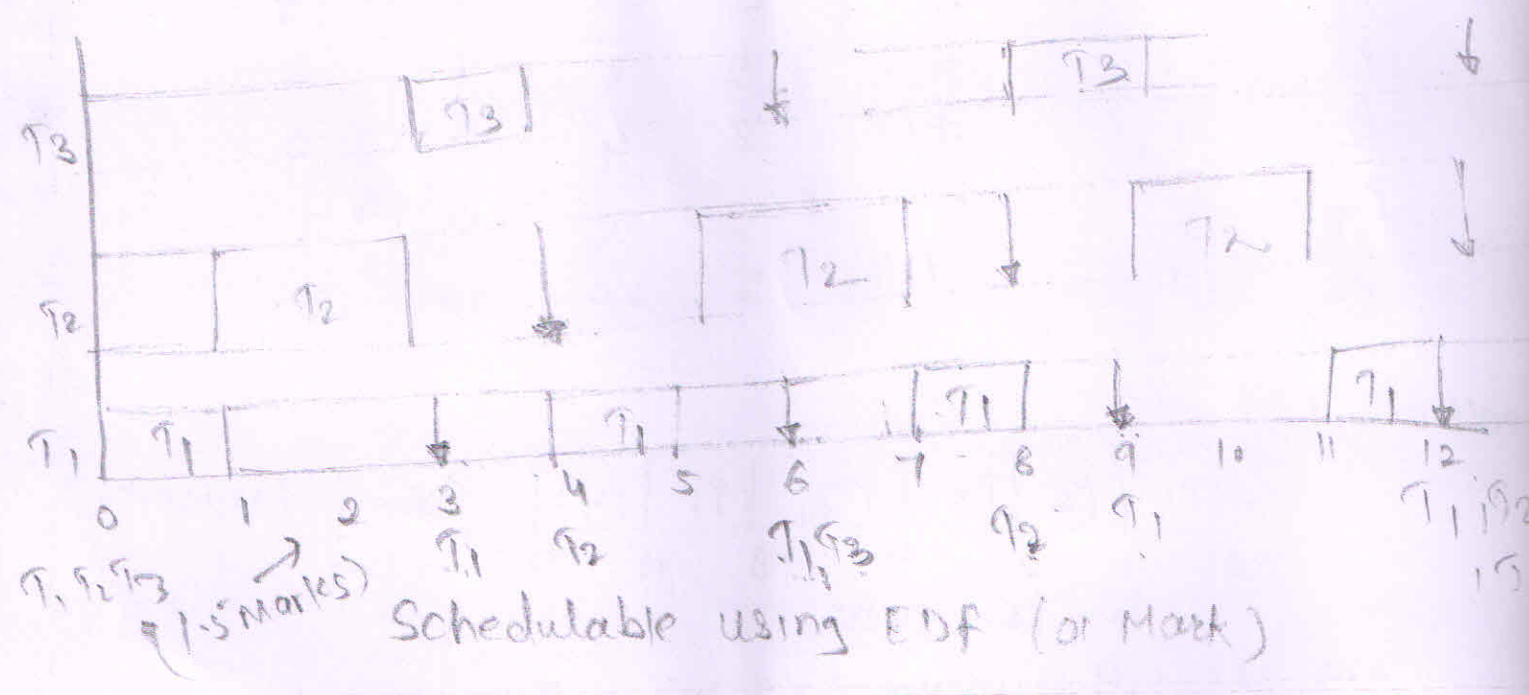 T3 T3 T3
T2 T2 T2 T2
T1 T1 T1 T1 T1
0 1 2 3 4 5 6 7 8 9 10 11 12
T1 T2 T3 T1 T2 T1, T3 T2 T1 T1, T2
(1.5 Marks)
Schedulable using EDF ( Mark)